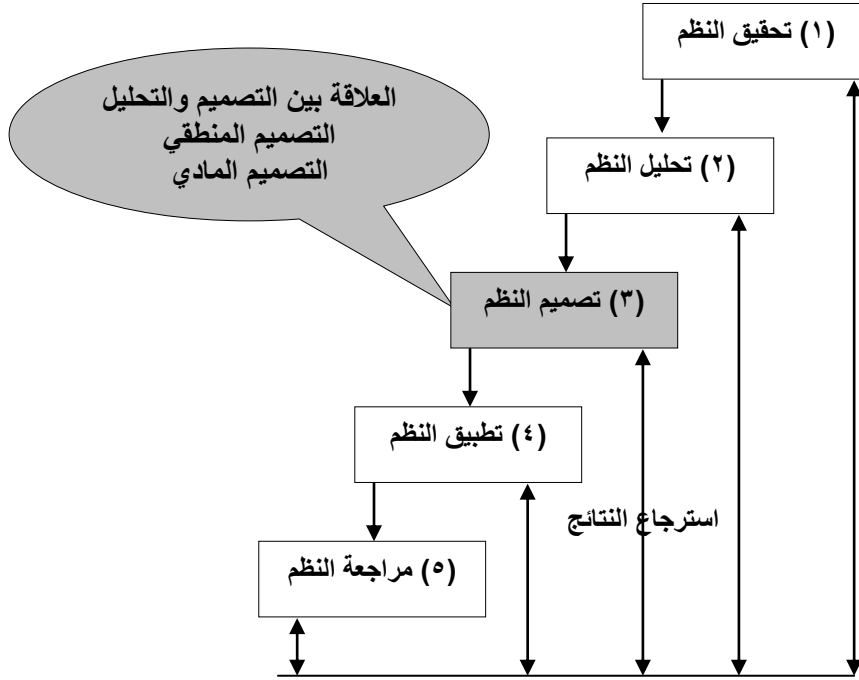 (١) تحقيق النظم
العلاقة بين التصميم والتحليل
التصميم المنطقي
التصميم المادي
(٢) تحليل النظم
(٣) تصميم النظم
(٤) تطبيق النظم
استرجاع النتائج
(٥) مراجعة النظم